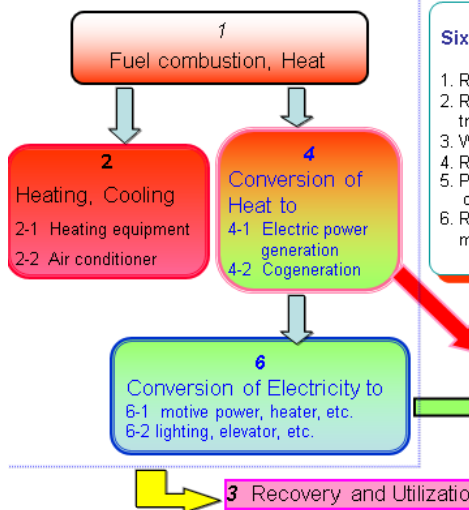 1
Fuel combustion, Heat
2
Heating, Cooling
2-1 Heating equipment
2-2 Air conditioner
4
Conversion of
Heat to
4-1 Electric power
generation
4-2 Cogeneration
6
Conversion of Electricity to
6-1 motive power, heater, etc.
6-2 lighting, elevator, etc.
3 Recovery and
Six
1.
2.
3.
4.
5.
6.